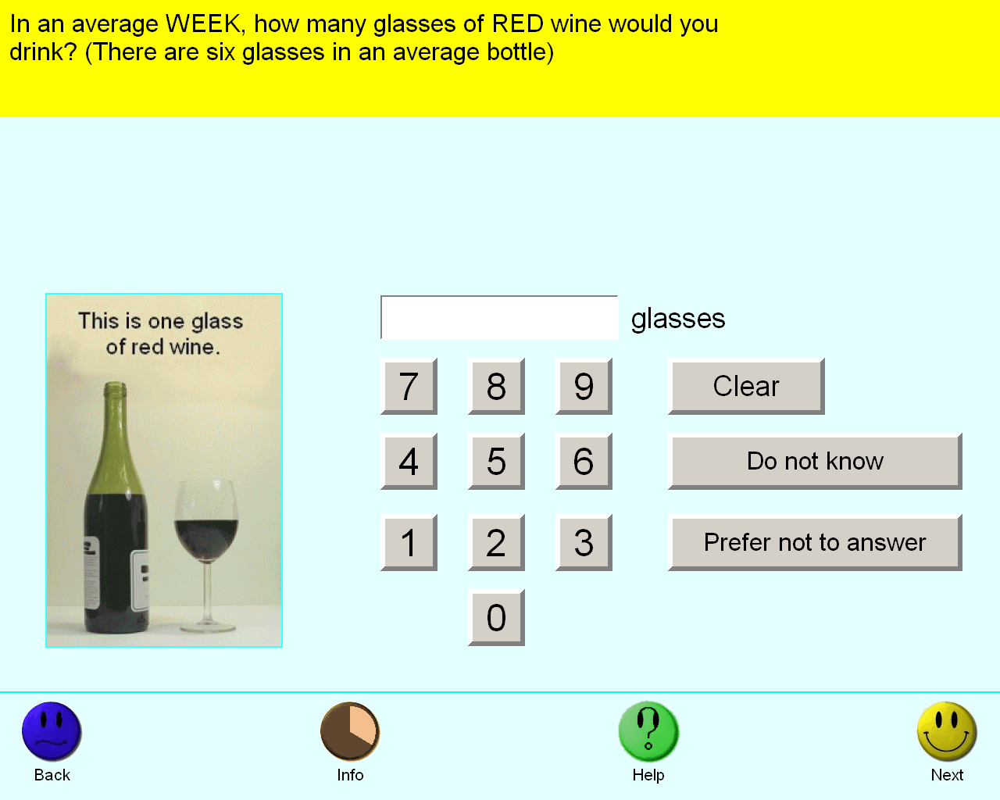 In an average WEEK, how many glasses of RED wine would you
drink? (There are six glasses in an average bottle)
This is one glass
of red wine.
glasses
7 8 9 Clear
4 5 6 Do not know
1 2 3 Prefer not to answer
0
Back Info Help Next